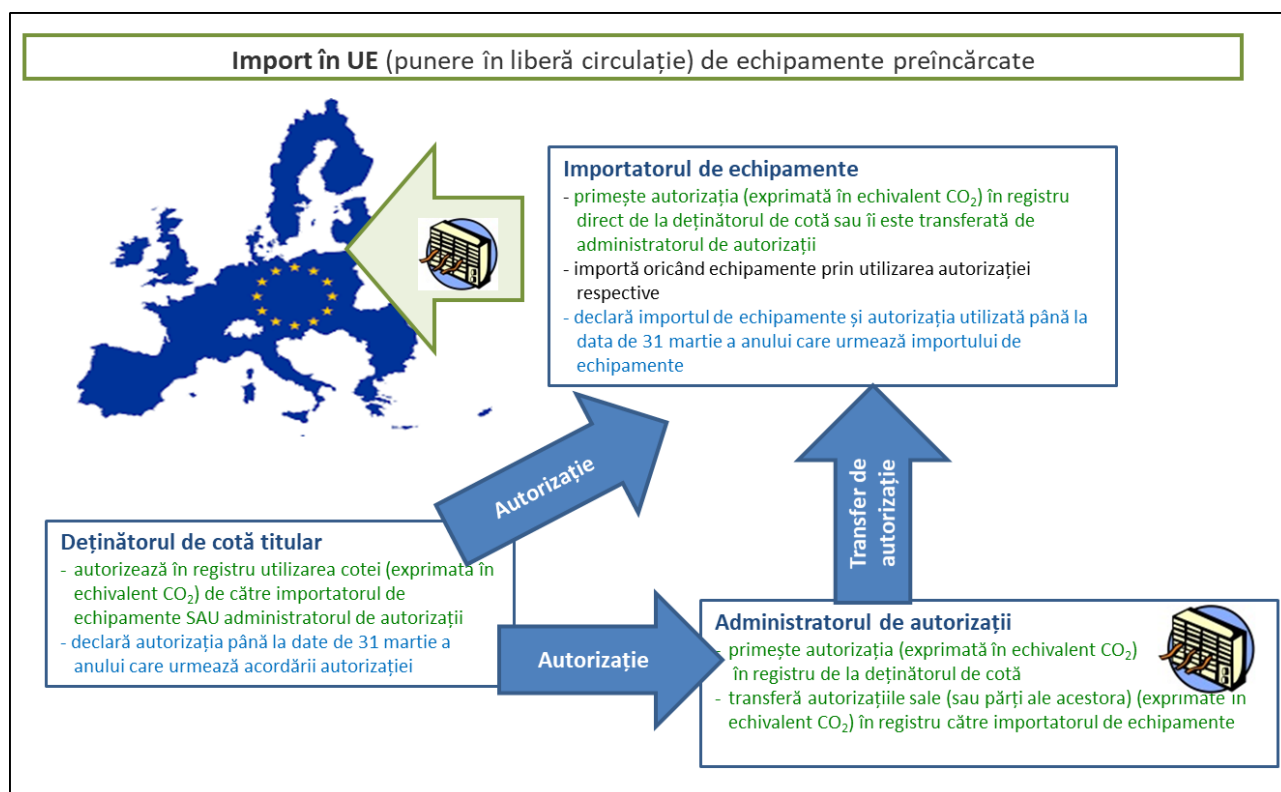 Import în UE (punere în liberă circulație) de echipamente preîncărcate
Importatorul de echipamente
- primește autorizația (exprimată în echivalent CO₂) în registru
direct de la deținătorul de cotă sau îi este transferată de
administratorul de autorizații
- importă oricând echipamente prin utilizarea autorizației
respective
- declară importul de echipamente și autorizația utilizată până la
data de 31 martie a anului care urmează importului de
echipamente
Autorizație
Transfer de
autorizație
Deținătorul de cotă titular
- autorizează în registru utilizarea cotei (exprimată în
echivalent CO₂) de către importatorul de
echipamente SAU administratorul de autorizații
- declară autorizația până la date de 31 martie a
anului care urmează acordării autorizației
Autorizație
Administratorul de autorizații
- primește autorizația (exprimată în echivalent CO₂)
în registru de la deținătorul de cotă
- transferă autorizațiile sale (sau părți ale acestora) (exprimate în
echivalent CO₂) în registru către importatorul de echipamente